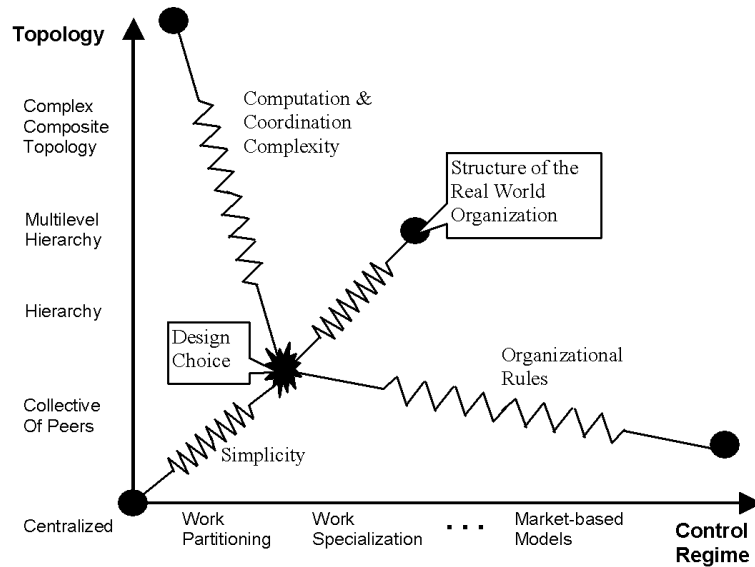 Topology
Complex
Composite
Topology
Computation &
Coordination
Complexity
Structure of the
Real World
Organization
Multilevel
Hierarchy
Hierarchy
Design
Choice
Organizational
Rules
Collective
Of Peers
Simplicity
Centralized
Work
Partitioning
Work
Specialization
...
Market-based
Models
Control
Regime